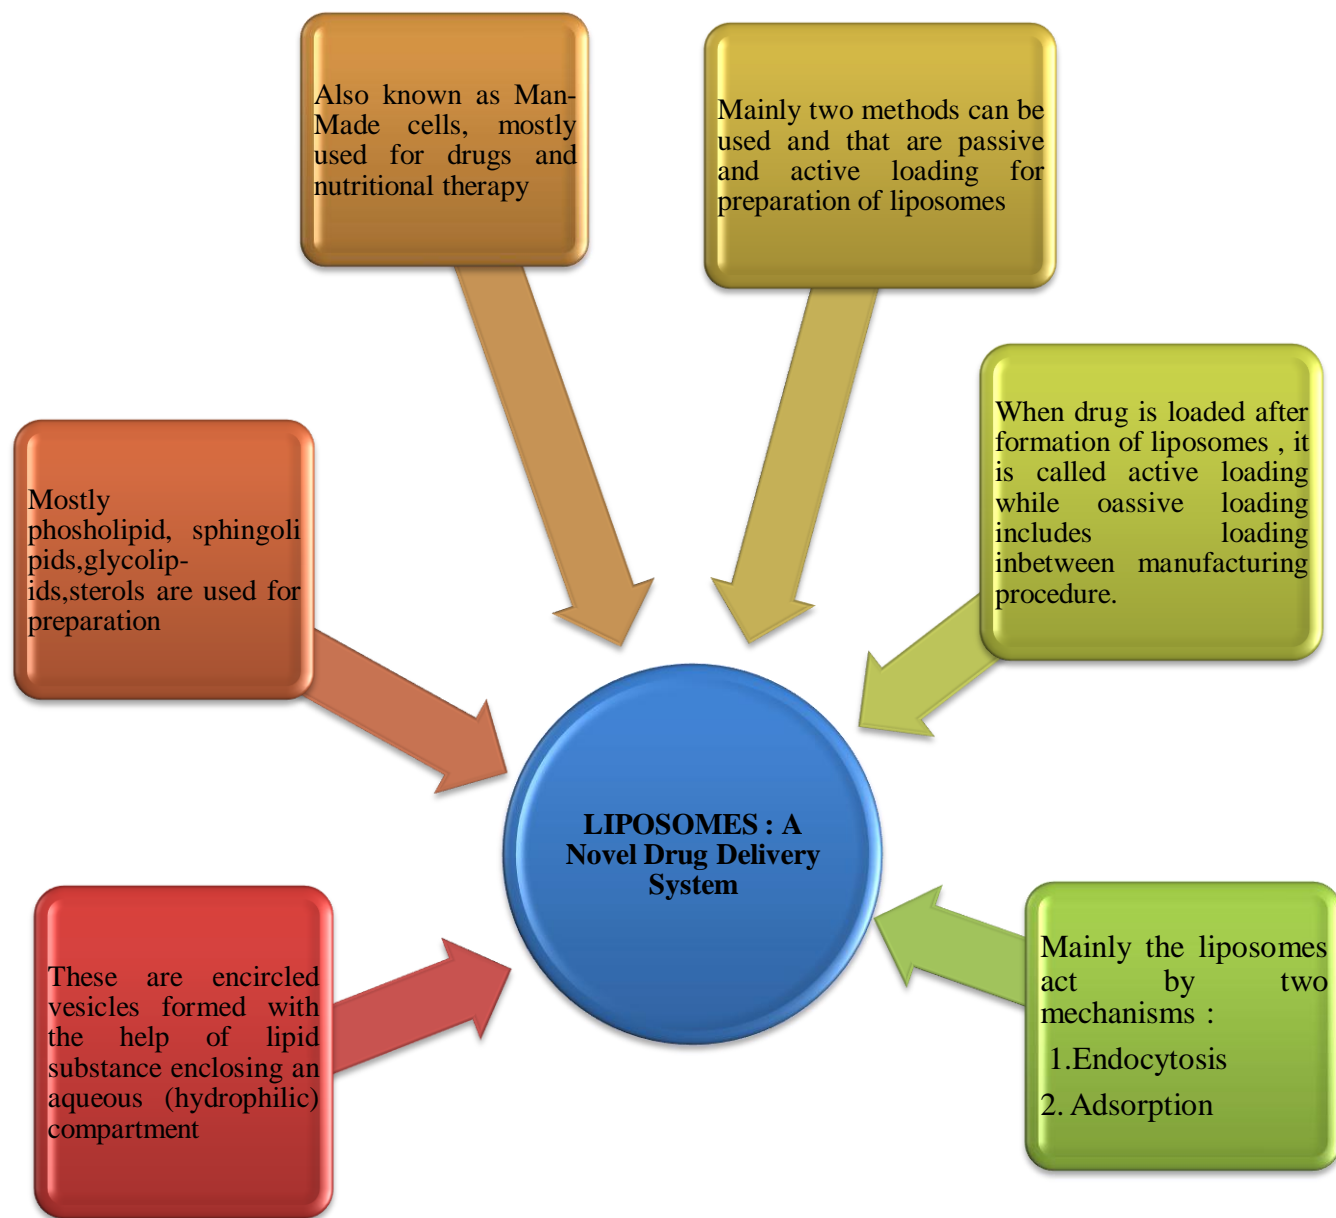 Also known as Man-
Made cells, mostly
used for drugs and
nutritional therapy
Mainly two methods can be
used and that are passive
and active loading for
preparation of liposomes
When drug is loaded after
formation of liposomes , it
is called active loading
while oassive loading
includes loading
inbetween manufacturing
procedure.
Mostly
phosholipid, sphingoli
pids,glycolip-
ids,sterols are used for
preparation
LIPOSOMES : A
Novel Drug Delivery
System
These are encircled
vesicles formed with
the help of lipid
substance enclosing an
aqueous (hydrophilic)
compartment
Mainly the liposomes
act by two
mechanisms :
1.Endocytosis
2. Adsorption